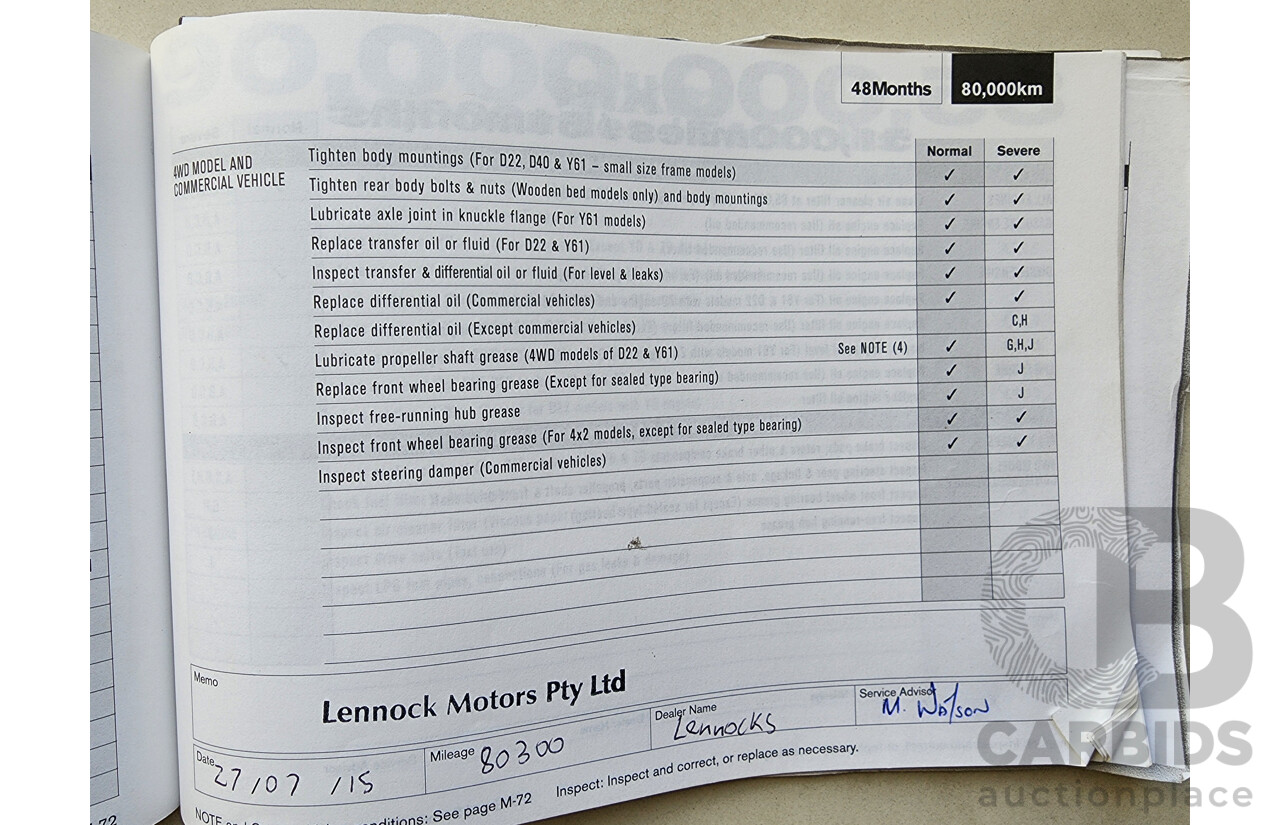 48Months 80,000km
Normal Severe
4WD MODEL AND
COMMERCIAL VEHICLE
Tighten body mountings (For D22, D40 & Y61 – small size frame models) ✓ ✓
Tighten rear body bolts & nuts (Wooden bed models only) and body mountings ✓ ✓
Lubricate axle joint in knuckle flange (For Y61 models) ✓ ✓
Replace transfer oil or fluid (For D22 & Y61) ✓ ✓
Inspect transfer & differential oil or fluid (For level & leaks) ✓ ✓
Replace differential oil (Commercial vehicles) ✓ ✓
Replace differential oil (Except commercial vehicles) C,H
Lubricate propeller shaft grease (4WD models of D22 & Y61) See NOTE (4) ✓ G,H,J
Replace front wheel bearing grease (Except for sealed type bearing) ✓ J
Inspect free-running hub grease ✓ J
Inspect front wheel bearing grease (For 4x2 models, except for sealed type bearing) ✓ ✓
Inspect steering damper (Commercial vehicles) ✓ ✓
Memo
Lennock Motors Pty Ltd
Date 27/07/15 Mileage 80300 Dealer Name Lennocks Service Advisor M. Watson
NOTE conditions: See page M-72 Inspect: Inspect and correct, or replace as necessary.
72
CARBIDS
auctionplace